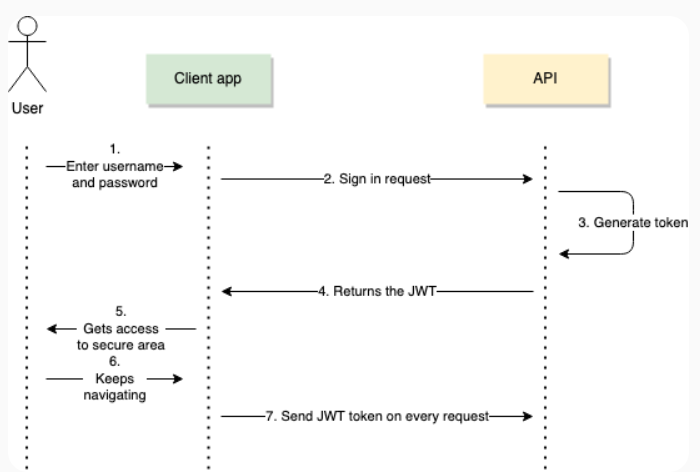 User
Client app
API
1.
Enter username
and password
2. Sign in request
3. Generate token
4. Returns the JWT
5.
Gets access
to secure area
6.
Keeps
navigating
7. Send JWT token on every request